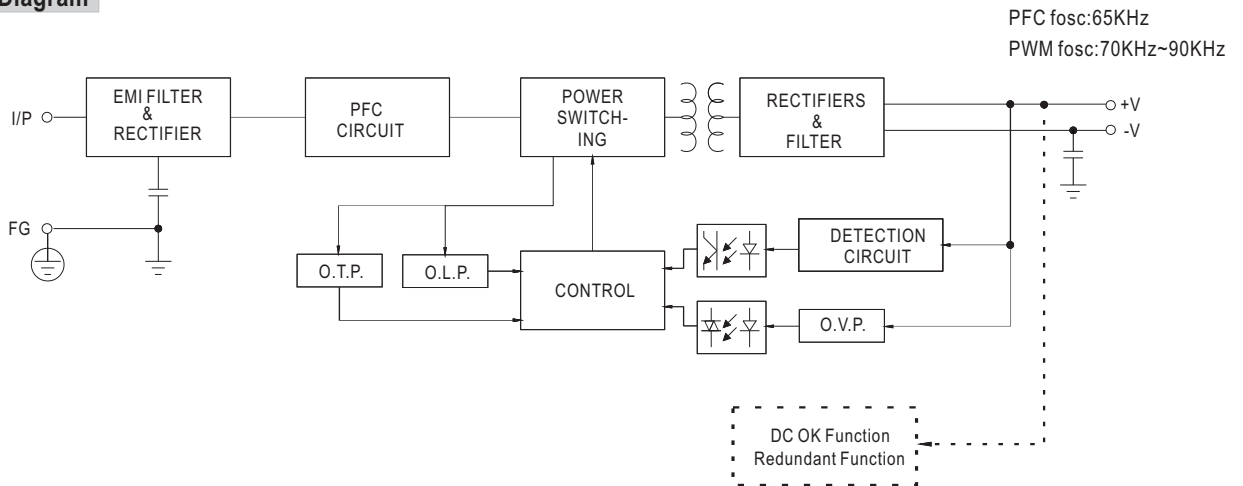 Diagram
PFC fosc:65KHz
PWM fosc:70KHz~90KHz
I/P
EMI FILTER
&
RECTIFIER
PFC
CIRCUIT
POWER
SWITCH-
ING
RECTIFIERS
&
FILTER
+V
-V
FG
O.T.P.
O.L.P.
CONTROL
DETECTION
CIRCUIT
O.V.P.
DC OK Function
Redundant Function